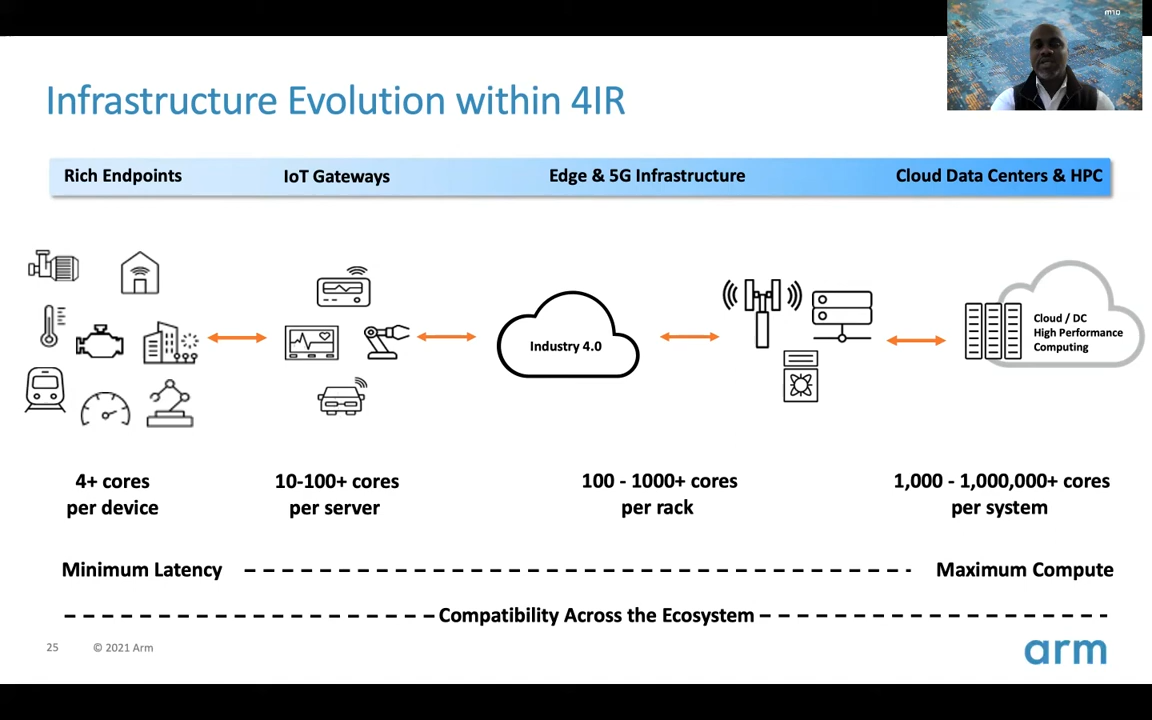 m10
Infrastructure Evolution within 4IR
Rich Endpoints
IoT Gateways
Edge & 5G Infrastructure
Cloud Data Centers & HPC
Industry 4.0
Cloud / DC
High Performance
Computing
4+ cores
per device
10-100+ cores
per server
100 - 1000+ cores
per rack
1,000 - 1,000,000+ cores
per system
Minimum Latency
Maximum Compute
Compatibility Across the Ecosystem
25
© 2021 Arm
arm